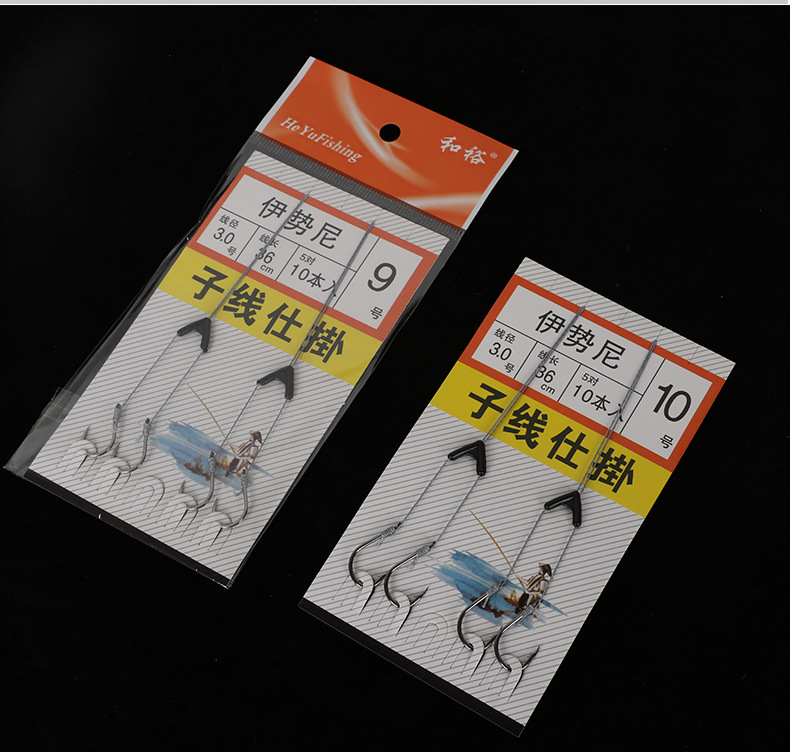 HeYuFishing
和裕®
伊势尼
线径
3.0
号
线长
36
cm
5对
10本入
9
号
子线仕掛
伊势尼
线径
3.0
号
线长
36
cm
5对
10本入
10
号
子线仕掛